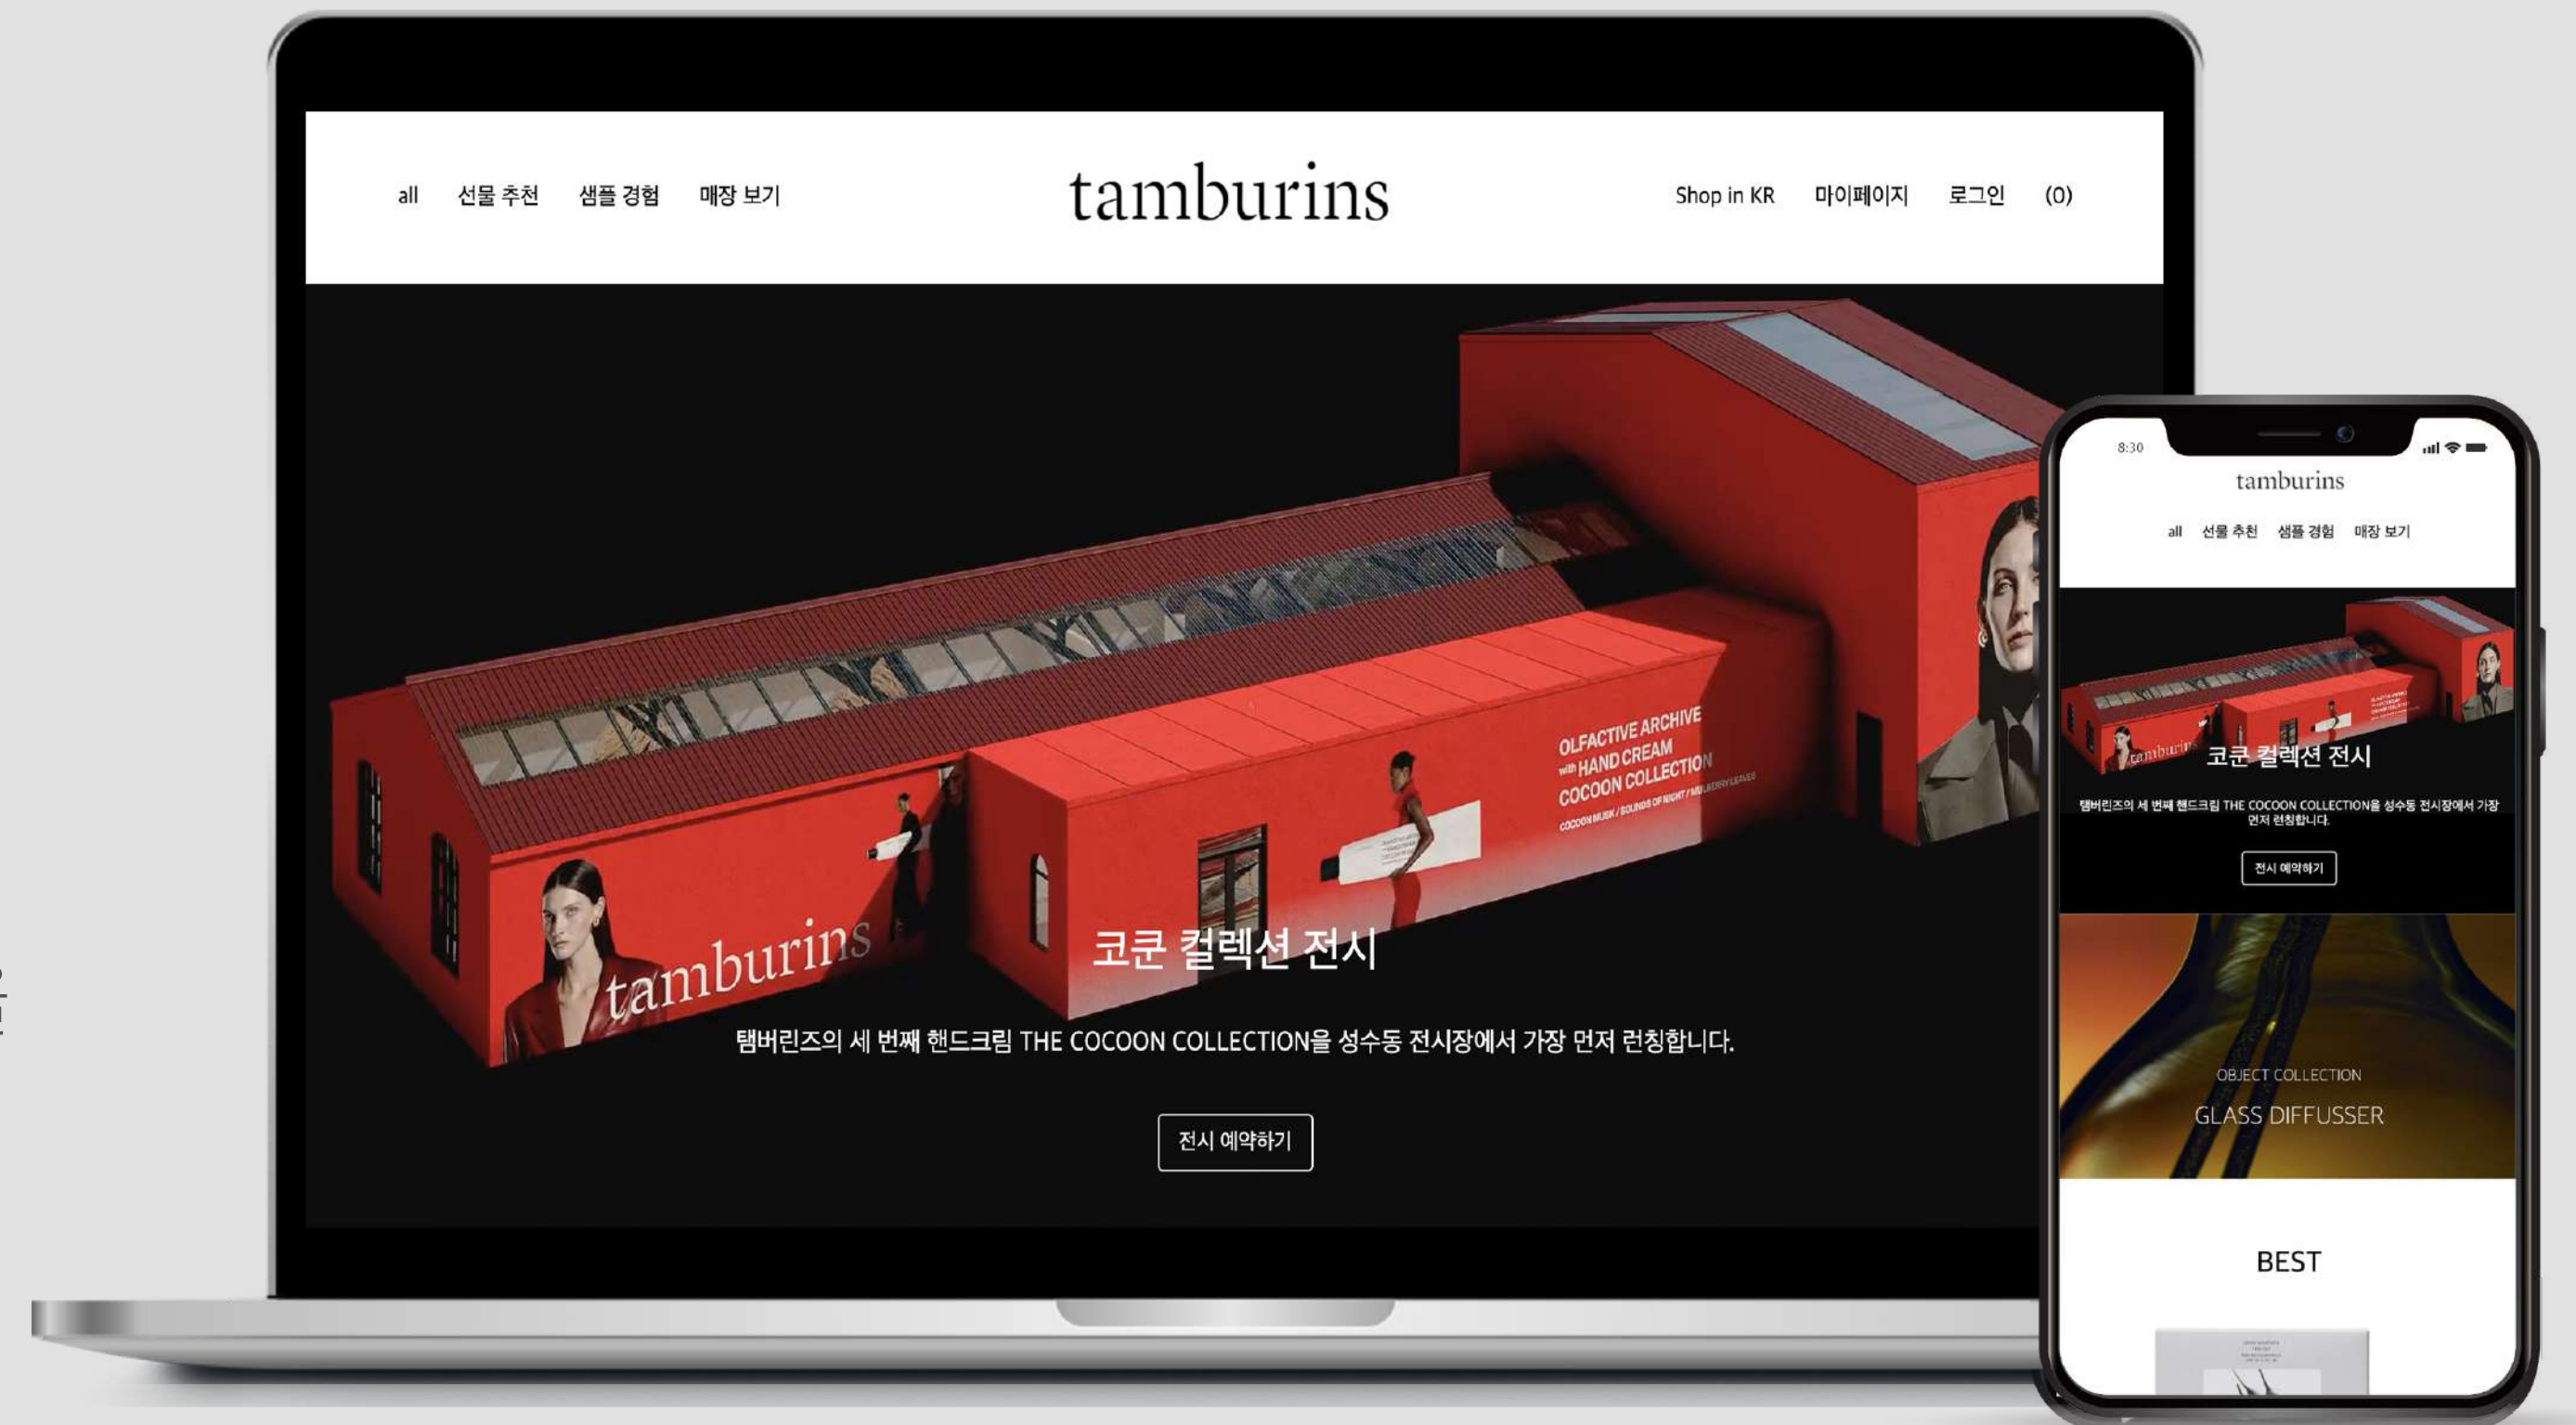 all 선물 추천 샘플 경험 매장 보기
tamburins
Shop in KR 마이페이지 로그인 (0)
OLFACTIVE ARCHIVE
with HAND CREAM
COCOON COLLECTION
COCOON MUSK / SOUNDS OF NIGHT / MULBERRY LEAVES
tamburins
코쿤 컬렉션 전시
탬버린즈의 세 번째 핸드크림 THE COCOON COLLECTION을 성수동 전시장에서 가장 먼저 런칭합니다.
전시 예약하기
8:30
tamburins
all 선물 추천 샘플 경험 매장 보기
tamburins
코쿤 컬렉션 전시
탬버린즈의 세 번째 핸드크림 THE COCOON COLLECTION을 성수동 전시장에서 가장
먼저 런칭합니다.
전시 예약하기
OBJECT COLLECTION
GLASS DIFFUSSER
BEST